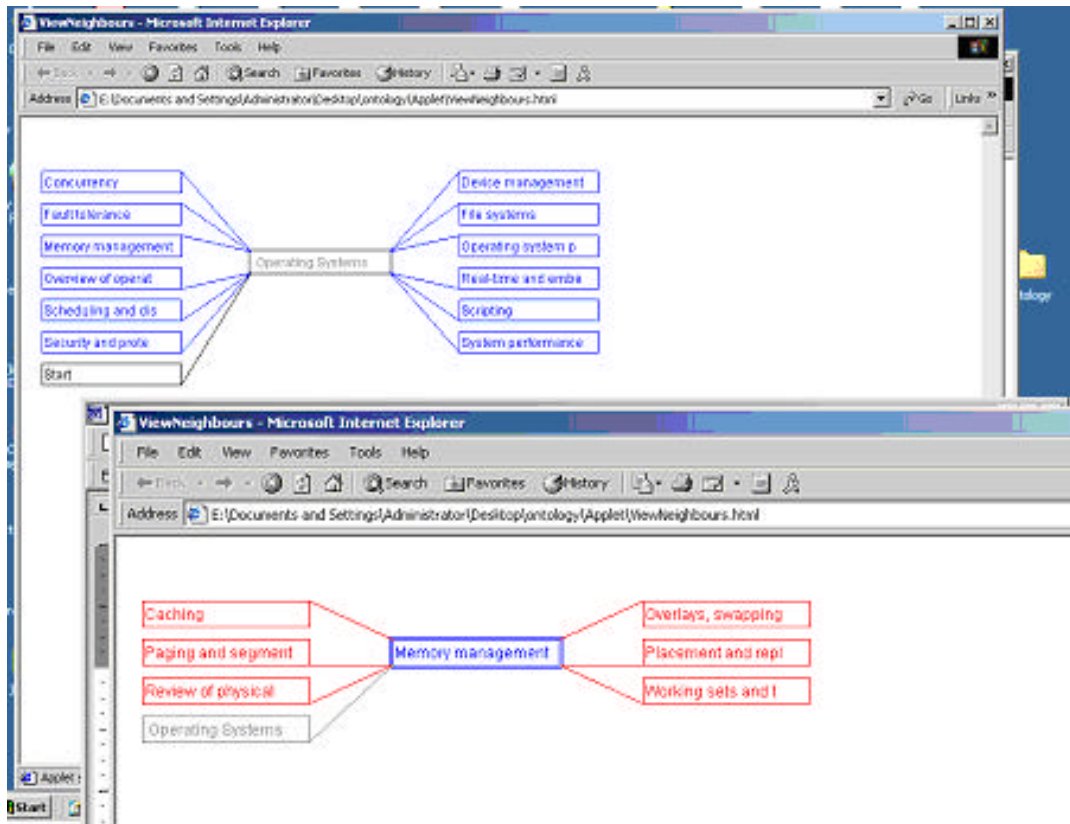 ViewNeighbours - Microsoft Internet Explorer
File Edit View Favorites Tools Help
Back Search Favorites History
Address E:\Documents and Settings\Administrator\Desktop\ontology\Applet\ViewNeighbours.html Go Links »
Concurrency
Fault tolerance
Memory management
Overview of operat
Scheduling and dis
Security and prote
Start
Operating Systems
Device management
File systems
Operating system p
Real-time and embe
Scripting
System performance
ViewNeighbours - Microsoft Internet Explorer
File Edit View Favorites Tools Help
Back Search Favorites History
Address E:\Documents and Settings\Administrator\Desktop\ontology\Applet\ViewNeighbours.html
Caching
Paging and segment
Review of physical
Operating Systems
Memory management
Overlays, swapping
Placement and repl
Working sets and t
Applet
Start